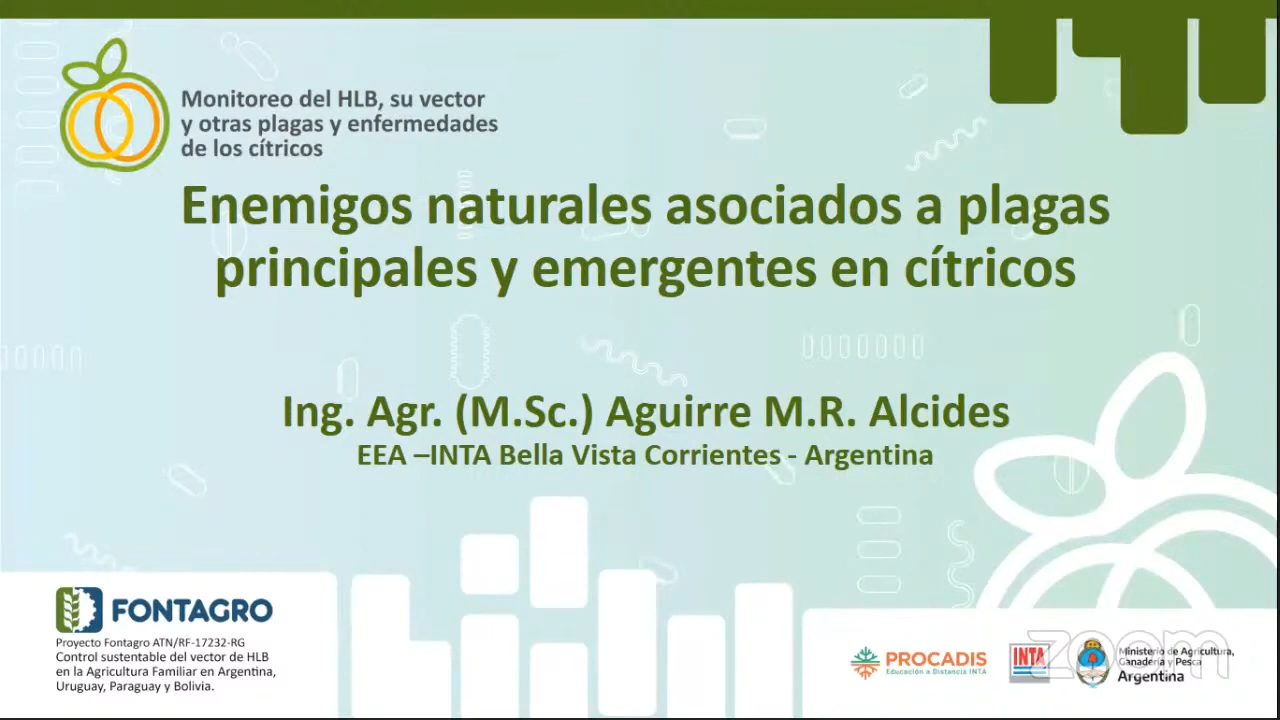 Monitoreo del HLB, su vector
y otras plagas y enfermedades
de los cítricos
Enemigos naturales asociados a plagas
principales y emergentes en cítricos
Ing. Agr. (M.Sc.) Aguirre M.R. Alcides
EEA –INTA Bella Vista Corrientes - Argentina
FONTAGRO
Proyecto Fontagro ATN/RF-17232-RG
Control sustentable del vector de HLB
en la Agricultura Familiar en Argentina,
Uruguay, Paraguay y Bolivia.
PROCADIS
Educación a Distancia INTA
INTA
Ministerio de Agricultura,
Ganadería y Pesca
Argentina
zoom